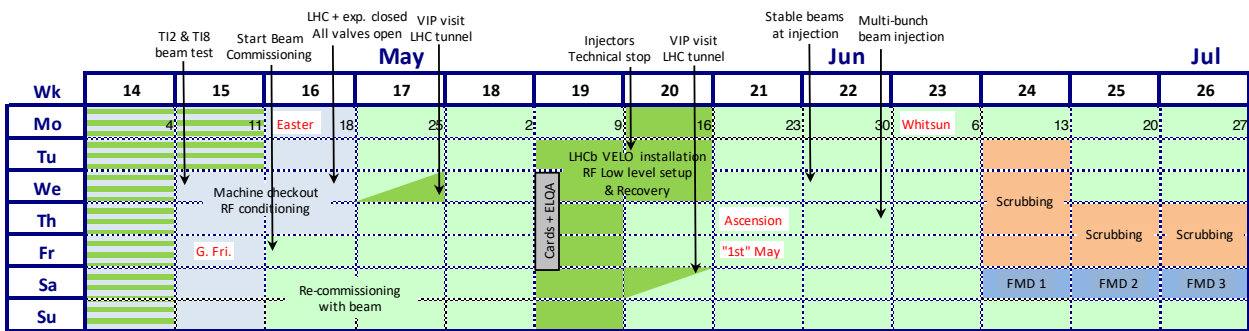 LHC + exp. closed
All valves open
VIP visit
LHC tunnel
TI2 & TI8
beam test
Start Beam
Commissioning
Injectors
Technical stop
VIP visit
LHC tunnel
Stable beams
at injection
Multi-bunch
beam injection
May
Jun
Jul
Wk 14 15 16 17 18 19 20 21 22 23 24 25 26
Mo 4 11 Easter 18 25 2 9 16 23 30 Whitsun 6 13 20 27
Tu
We
Th
Fr
Sa
Su
Machine checkout
RF conditioning
G. Fri.
Re-commissioning
with beam
Cards + ELQA
LHCb VELO installation
RF Low level setup
& Recovery
Ascension
"1st" May
Scrubbing
Scrubbing
Scrubbing
FMD 1
FMD 2
FMD 3